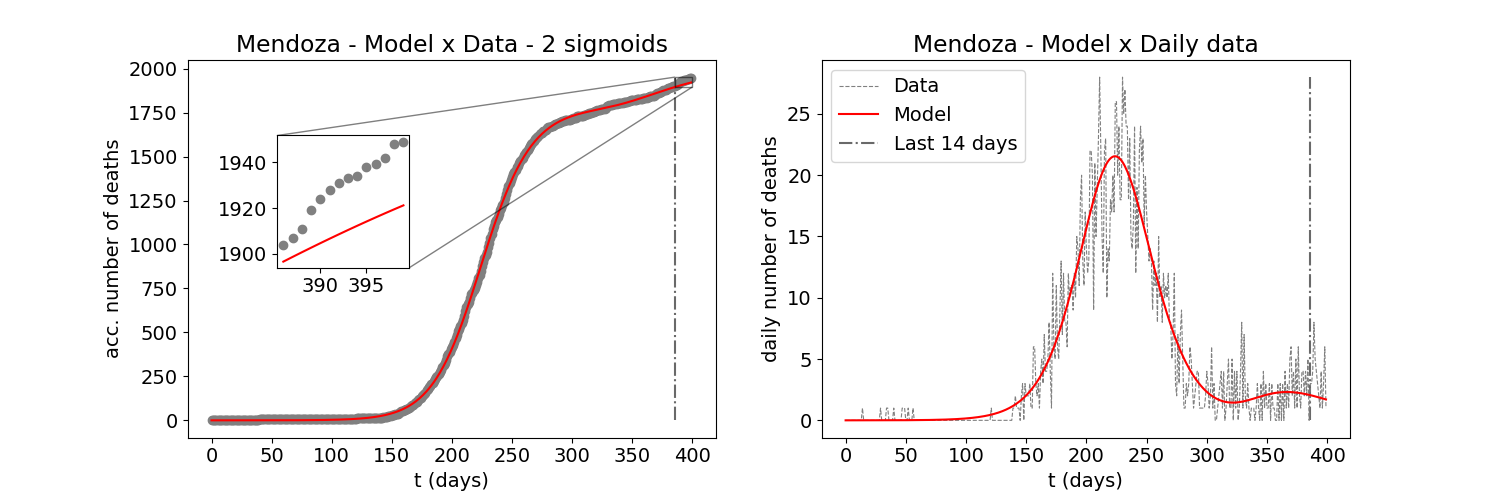 Mendoza - Model x Data - 2 sigmoids
acc. number of deaths
2000
1750
1500
1250
1000
750
500
250
0
1940
1920
1900
390 395
0 50 100 150 200 250 300 350 400
t (days)
Mendoza - Model x Daily data
daily number of deaths
Data
Model
Last 14 days
25
20
15
10
5
0
0 50 100 150 200 250 300 350 400
t (days)